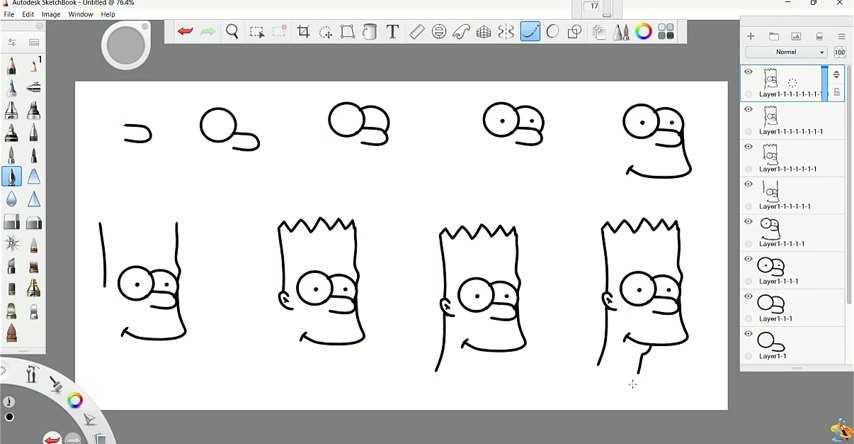 Autodesk SketchBook - Untitled @ 76.4%
File Edit Image Window Help
17
T
Normal
100
1
Layer1-1-1-1-1-1-1-1
Layer1-1-1-1-1-1-1
Layer1-1-1-1-1-1
Layer1-1-1-1-1
Layer1-1-1-1
Layer1-1-1
Layer1-1